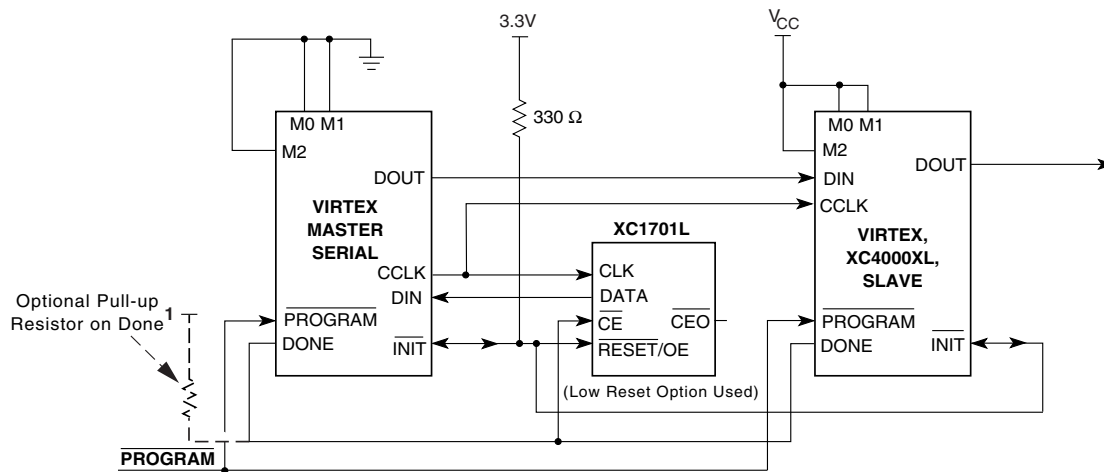 3.3V
VCC
330 Ω
M0 M1
M2
DOUT
VIRTEX
MASTER
SERIAL
CCLK
DIN
PROGRAM
DONE
INIT
Optional Pull-up
Resistor on Done1
PROGRAM
XC1701L
CLK
DATA
CE
CEO
RESET/OE
(Low Reset Option Used)
M0 M1
M2
DOUT
DIN
CCLK
VIRTEX,
XC4000XL,
SLAVE
PROGRAM
DONE
INIT